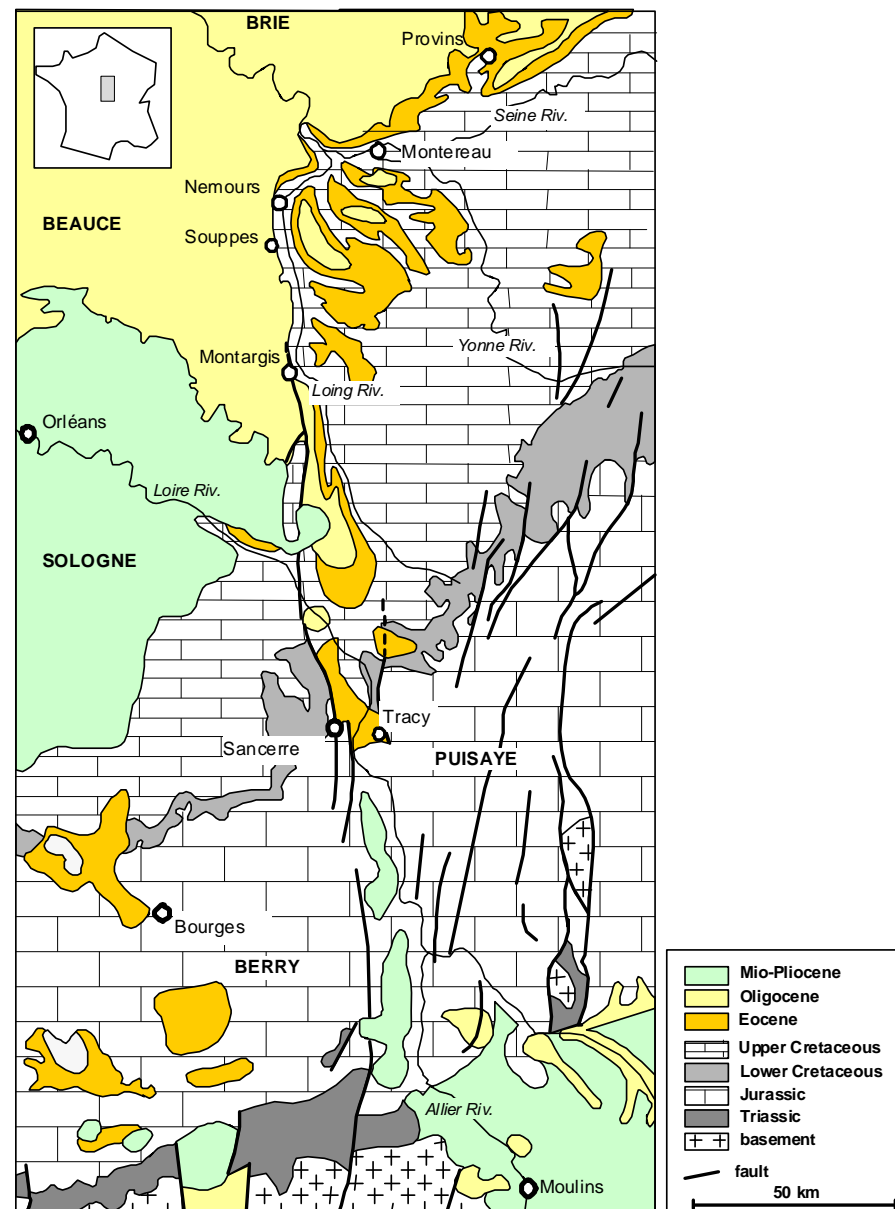 BRIE
Provins
Seine Riv.
Montereau
Nemours
BEAUCE
Souppes
Yonne Riv.
Montargis
Loing Riv.
Orléans
Loire Riv.
SOLOGNE
Tracy
Sancerre
PUISAYE
Bourges
BERRY
Allier Riv.
Moulins
Mio-Pliocene
Oligocene
Eocene
Upper Cretaceous
Lower Cretaceous
Jurassic
Triassic
basement
fault
50 km